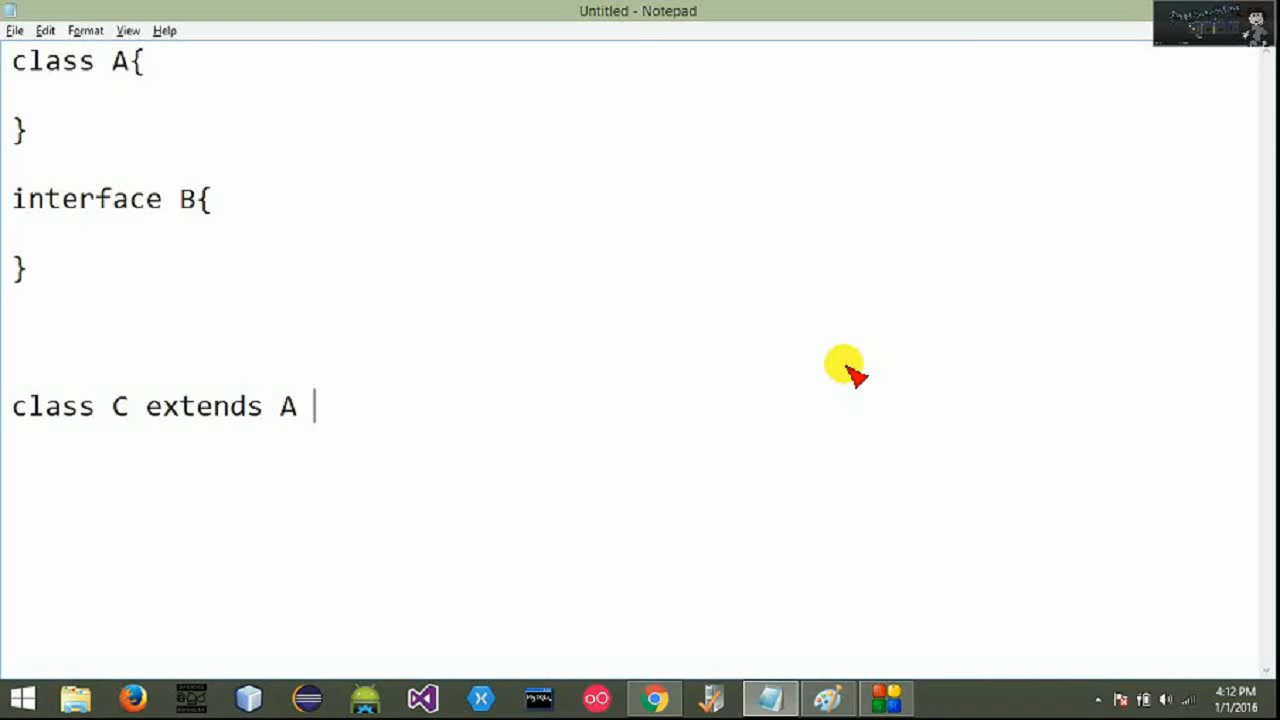 Untitled - Notepad
File Edit Format View Help
class A{
}
interface B{
}
class C extends A
4:12 PM
1/1/2016